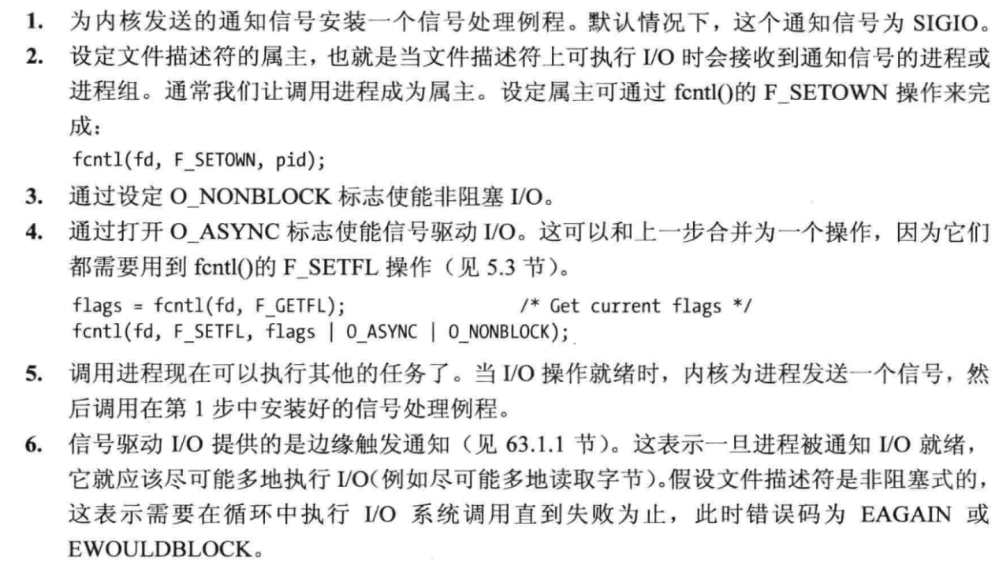 1. 为内核发送的通知信号安装一个信号处理例程。默认情况下，这个通知信号为 SIGIO。
2. 设定文件描述符的属主，也就是当文件描述符上可执行 I/O 时会接收到通知信号的进程或
进程组。通常我们让调用进程成为属主。设定属主可通过 fcntl()的 F_SETOWN 操作来完
成：
fcntl(fd, F_SETOWN, pid);
3. 通过设定 O_NONBLOCK 标志使能非阻塞 I/O。
4. 通过打开 O_ASYNC 标志使能信号驱动 I/O。这可以和上一步合并为一个操作，因为它们
都需要用到 fcntl()的 F_SETFL 操作（见 5.3 节）。
flags = fcntl(fd, F_GETFL); /* Get current flags */
fcntl(fd, F_SETFL, flags | O_ASYNC | O_NONBLOCK);
5. 调用进程现在可以执行其他的任务了。当 I/O 操作就绪时，内核为进程发送一个信号，然
后调用在第 1 步中安装好的信号处理例程。
6. 信号驱动 I/O 提供的是边缘触发通知（见 63.1.1 节）。这表示一旦进程被通知 I/O 就绪，
它就应该尽可能多地执行 I/O（例如尽可能多地读取字节）。假设文件描述符是非阻塞式的，
这表示需要在循环中执行 I/O 系统调用直到失败为止，此时错误码为 EAGAIN 或
EWOULDBLOCK。